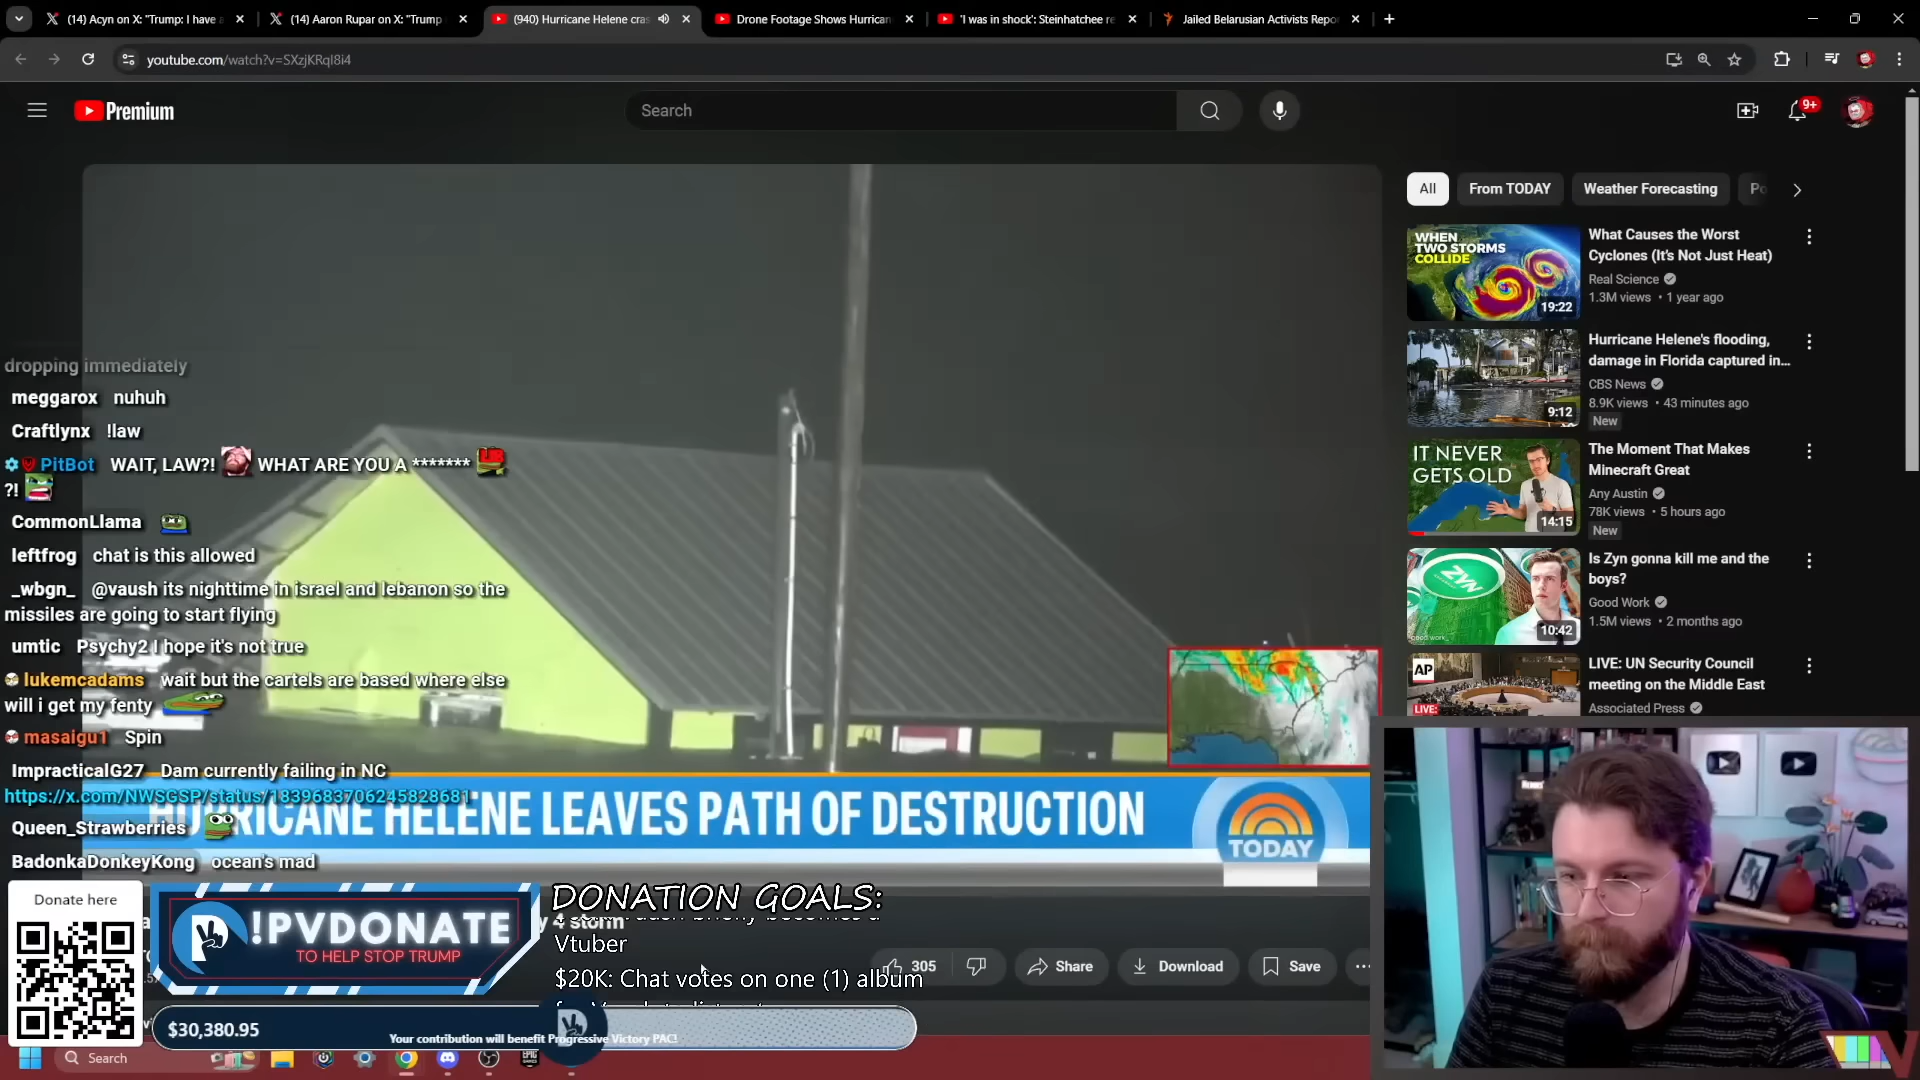 (14) Acyn on X: "Trump: I have a
(14) Aaron Rupar on X: "Trump
(940) Hurricane Helene cras
Drone Footage Shows Hurrican
'I was in shock': Steinhatchee re
Jailed Belarusian Activists Repo
youtube.com/watch?v=SXzjKRql8i4
Premium
Search
9+
All
From TODAY
Weather Forecasting
Po
WHEN
TWO STORMS
COLLIDE
19:22
What Causes the Worst
Cyclones (It's Not Just Heat)
Real Science
1.3M views • 1 year ago
9:12
Hurricane Helene's flooding,
damage in Florida captured in...
CBS News
8.9K views • 43 minutes ago
New
IT NEVER
GETS OLD
14:15
The Moment That Makes
Minecraft Great
Any Austin
78K views • 5 hours ago
New
ZYN
10:42
Is Zyn gonna kill me and the
boys?
Good Work
1.5M views • 2 months ago
AP
LIVE:
LIVE: UN Security Council
meeting on the Middle East
Associated Press
dropping immediately
meggarox nuhuh
Craftlynx !law
PitBot WAIT, LAW?! WHAT ARE YOU A *******
?!
CommonLlama
leftfrog chat is this allowed
_wbgn_ @vaush its nighttime in israel and lebanon so the
missiles are going to start flying
umtic Psychy2 I hope it's not true
lukemcadams wait but the cartels are based where else
will i get my fenty
masaigu1 Spin
ImpracticalG27 Dam currently failing in NC
https://x.com/NWSGSP/status/1839683706245828681
Queen_Strawberries
BadonkaDonkeyKong ocean's mad
HURRICANE HELENE LEAVES PATH OF DESTRUCTION
TODAY
Donate here
!PVDONATE
TO HELP STOP TRUMP
DONATION GOALS:
y 4 storm
Vtuber
$20K: Chat votes on one (1) album
305
Share
Download
Save
$30,380.95
Your contribution will benefit Progressive Victory PAC!
Search
EPIC